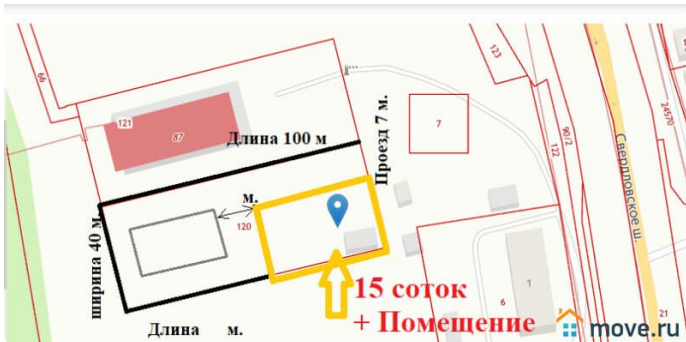 66
123
121
87
Длина 100 м
Проезд 7 м.
7
90/2
122
24570
Свердловское ш.
м.
120
ширина 40 м.
15 соток
+ Помещение
1
6
21
Длина м.
move.ru